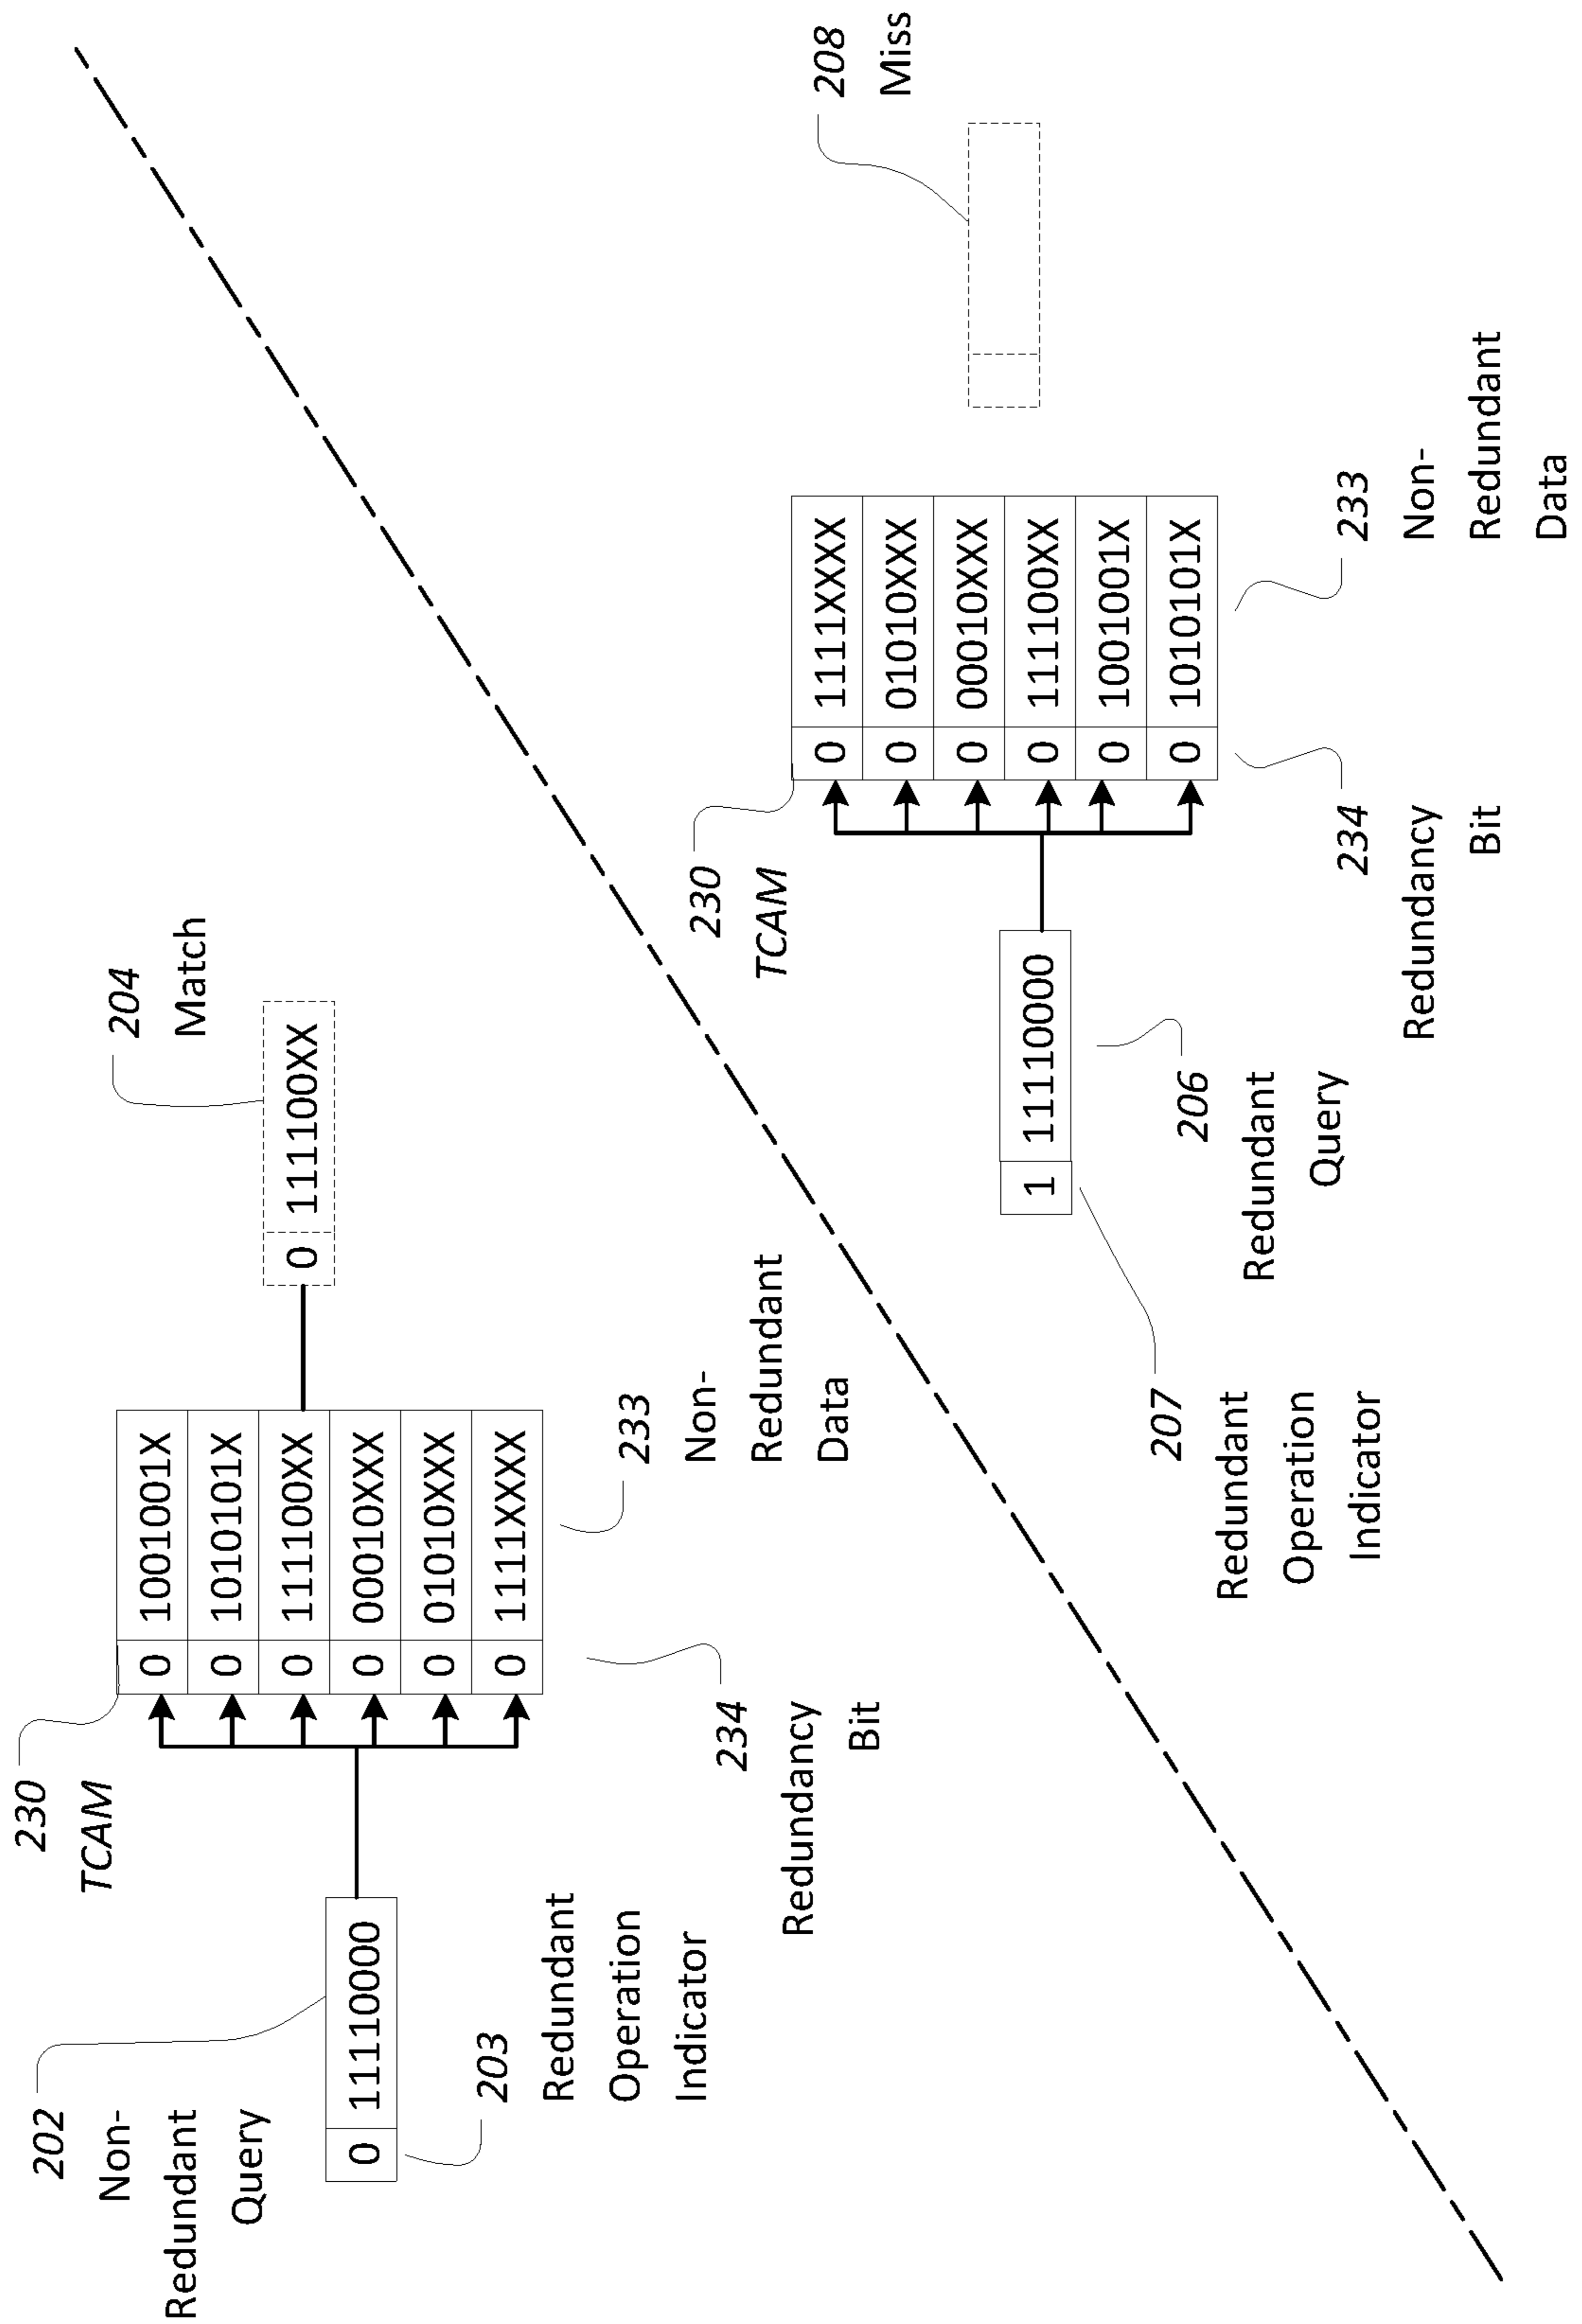 202
Non-
Redundant
Query
0 11110000
203
Redundant
Operation
Indicator
230
TCAM
0 1001001X
0 1010101X
0 111100XX
0 00010XXX
0 01010XXX
0 1111XXXX
234
Redundancy
Bit
233
Non-
Redundant
Data
204
Match
0 111100XX
207
Redundant
Operation
Indicator
1 11110000
206
Redundant
Query
230
TCAM
0 1111XXXX
0 01010XXX
0 00010XXX
0 111100XX
0 1001001X
0 1010101X
234
Redundancy
Bit
233
Non-
Redundant
Data
208
Miss